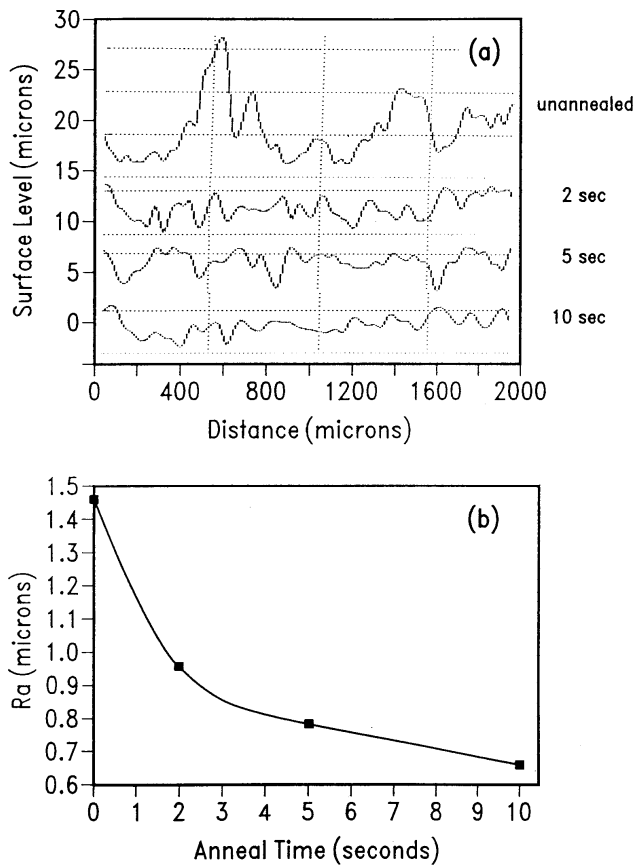 30
(a)
25
unannealed
20
15
2 sec
10
5 sec
5
10 sec
0
Surface Level (microns)
0 400 800 1200 1600 2000
Distance (microns)
1.5
(b)
1.4
1.3
1.2
1.1
1.0
0.9
0.8
0.7
0.6
Ra (microns)
0 1 2 3 4 5 6 7 8 9 10
Anneal Time (seconds)